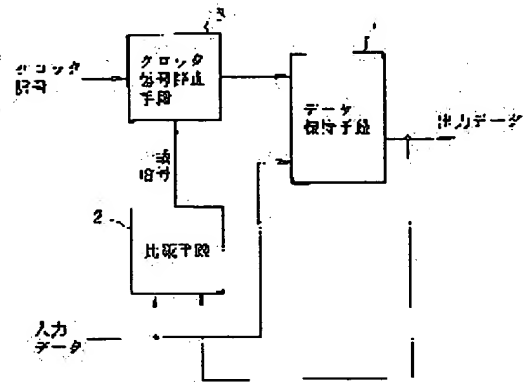 クロック
信号
クロック
信号停止
手段
データ
保持手段
出力データ
信号
2
比較手段
入力
データ